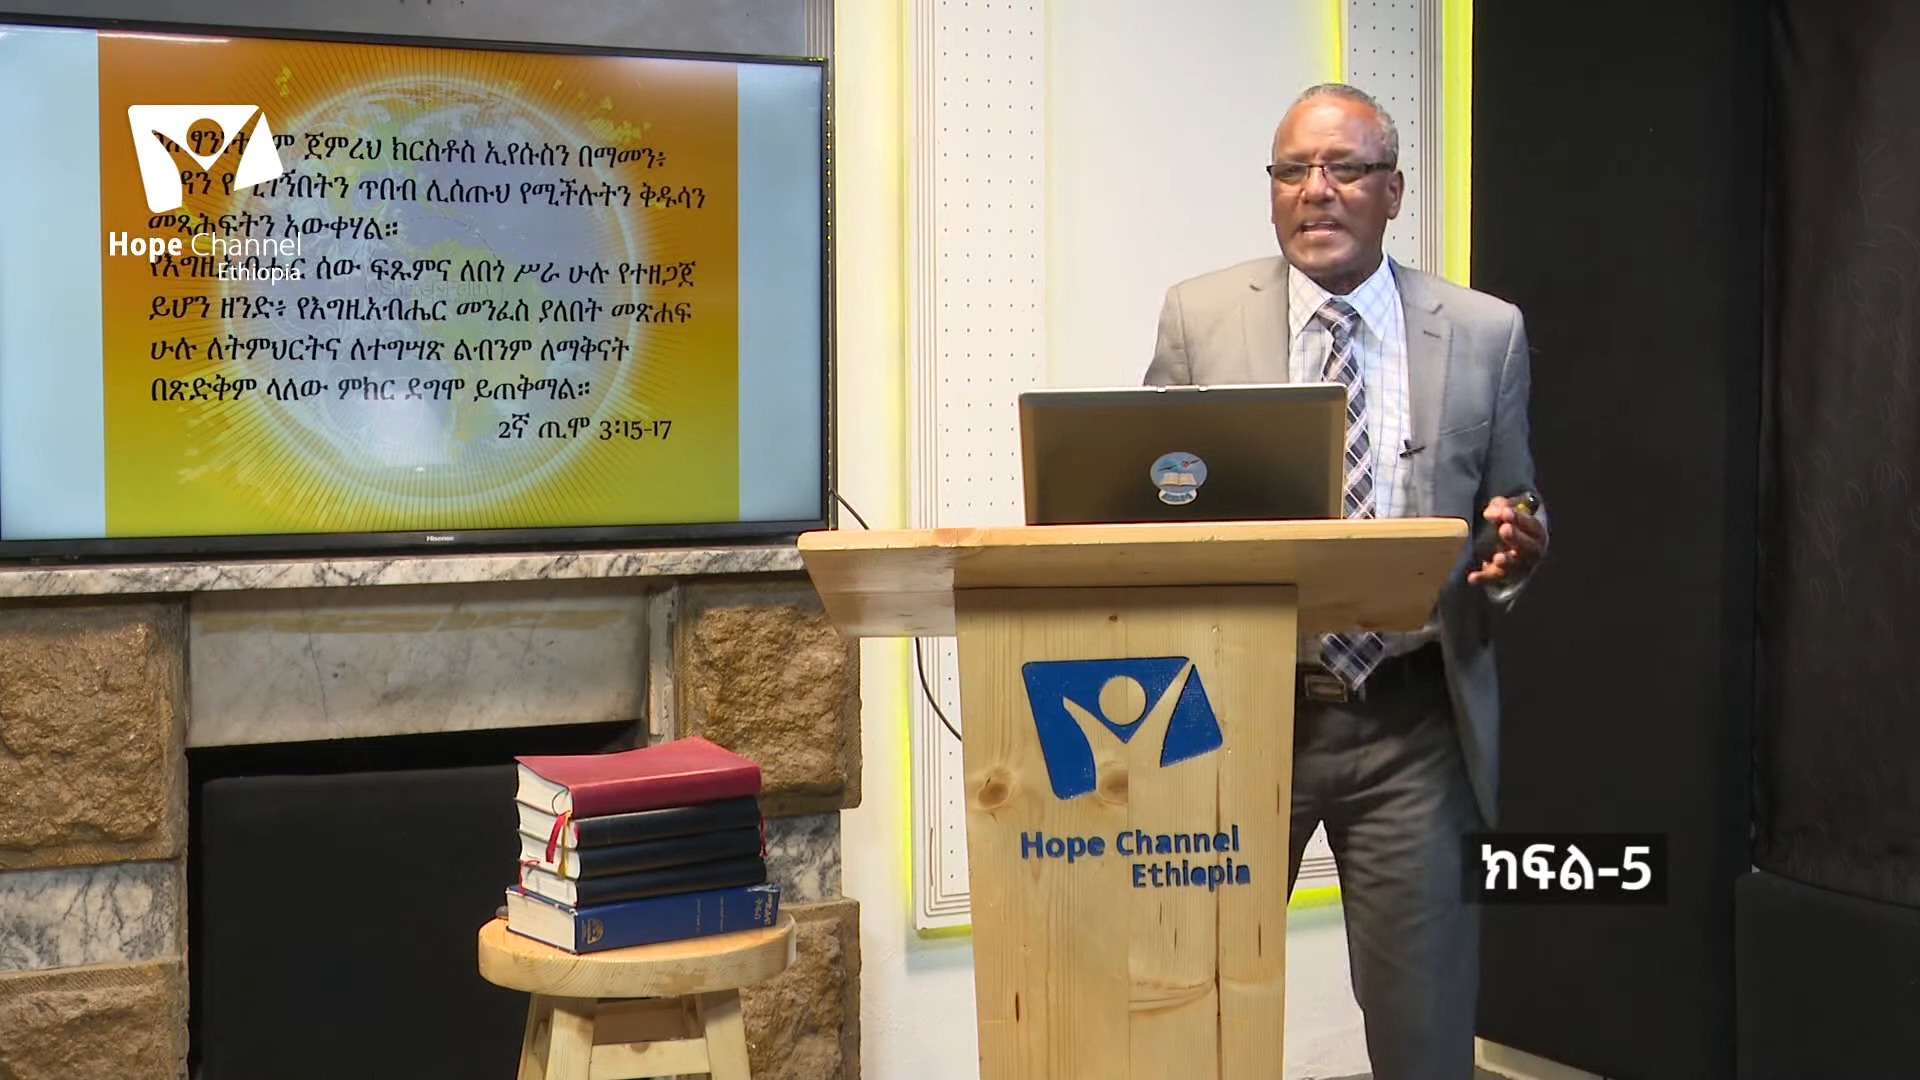 ጀምረህ ክርስቶስ ኢየሱስን በማመን፥
ጥበብ ሊሰጡህ የሚችሉትን ቅዱሳን
መጻሕፍትን አውቀሃል።
የእግዚአብሔር ሰው ፍጹምና ለበጎ ሥራ ሁሉ የተዘጋጀ
ይሆን ዘንድ፥ የእግዚአብሔር መንፈስ ያለበት መጽሐፍ
ሁሉ ለትምህርትና ለተግሣጽ ልብንም ለማቅናት
በጽድቅም ላለው ምክር ደግሞ ይጠቅማል።
2ኛ ጢሞ 3፡15-17
Hope Channel
Ethiopia
Hisense
Hope Channel
Ethiopia
ክፍል-5